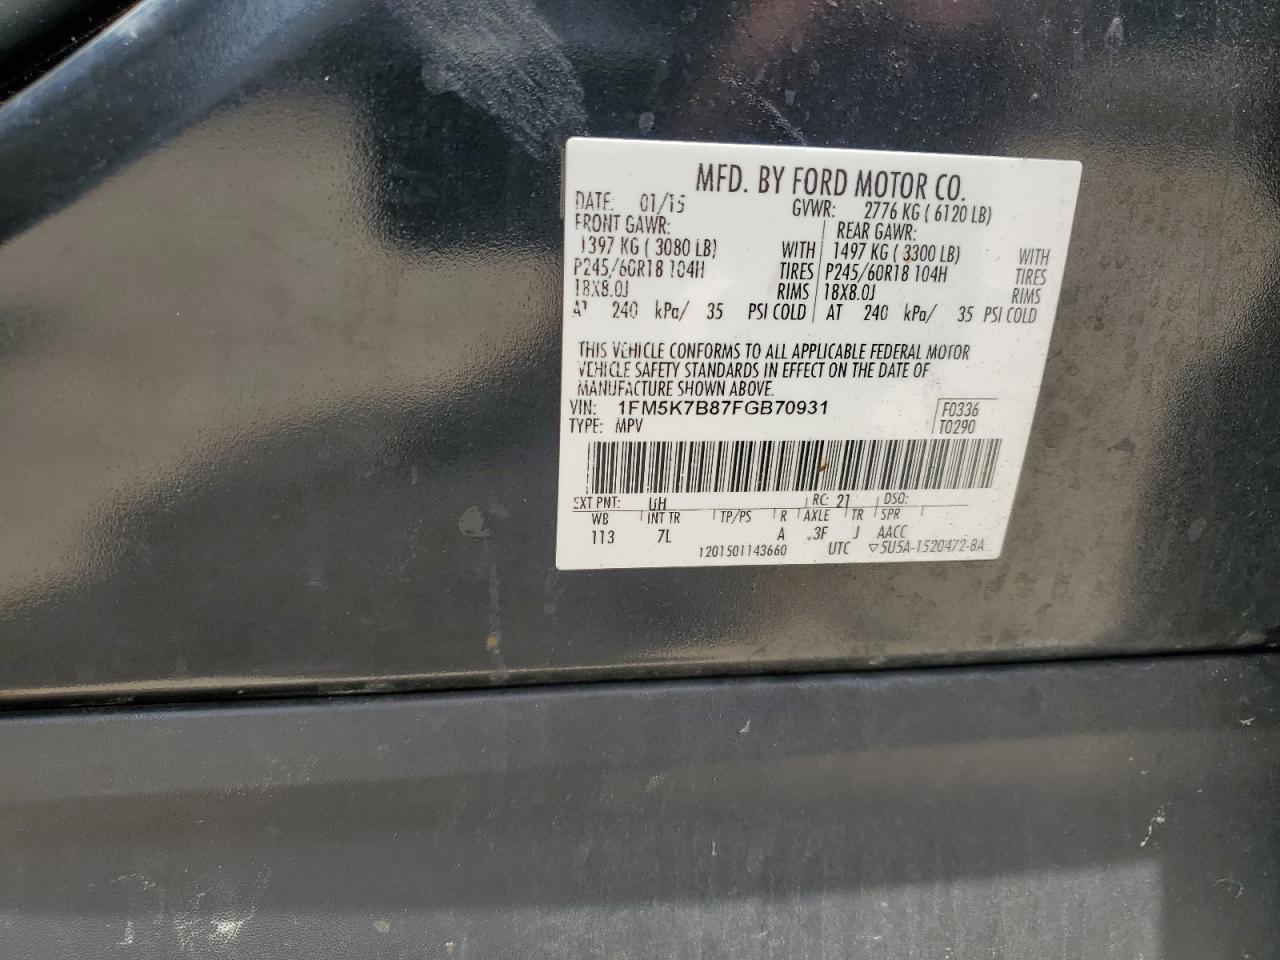 MFD. BY FORD MOTOR CO.
DATE: 01/15 GVWR: 2776 KG ( 6120 LB)
FRONT GAWR: REAR GAWR:
1397 KG ( 3080 LB) WITH 1497 KG ( 3300 LB) WITH
P245/60R18 104H TIRES P245/60R18 104H TIRES
18X8.0J RIMS 18X8.0J RIMS
AT 240 kPa/ 35 PSI COLD AT 240 kPa/ 35 PSI COLD
THIS VEHICLE CONFORMS TO ALL APPLICABLE FEDERAL MOTOR
VEHICLE SAFETY STANDARDS IN EFFECT ON THE DATE OF
MANUFACTURE SHOWN ABOVE.
VIN: 1FM5K7B87FGB70931 F0336
TYPE: MPV T0290
EXT PNT: UH RC: 21 DSO:
WB INT TR TP/PS R AXLE TR SPR
113 7L A 3F J AACC
1201501143660 UTC ▽5U5A-1520472-BA